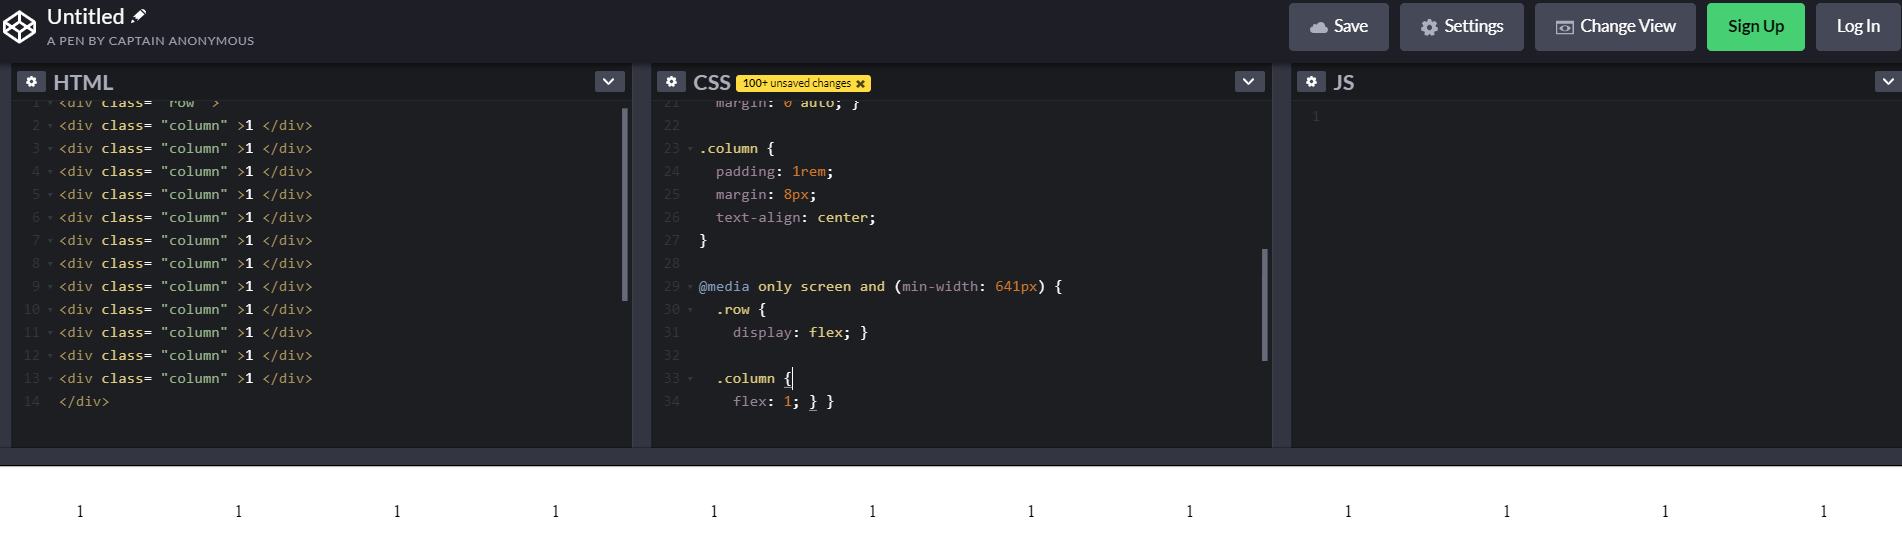 Untitled
A PEN BY CAPTAIN ANONYMOUS
Save
Settings
Change View
Sign Up
Log In
HTML
1 <div class= "row" >
2 <div class= "column" >1 </div>
3 <div class= "column" >1 </div>
4 <div class= "column" >1 </div>
5 <div class= "column" >1 </div>
6 <div class= "column" >1 </div>
7 <div class= "column" >1 </div>
8 <div class= "column" >1 </div>
9 <div class= "column" >1 </div>
10 <div class= "column" >1 </div>
11 <div class= "column" >1 </div>
12 <div class= "column" >1 </div>
13 <div class= "column" >1 </div>
14 </div>
CSS 100+ unsaved changes ×
21 margin: 0 auto; }
22
23 .column {
24 padding: 1rem;
25 margin: 8px;
26 text-align: center;
27 }
28
29 @media only screen and (min-width: 641px) {
30 .row {
31 display: flex; }
32
33 .column {
34 flex: 1; } }
JS
1
1 1 1 1 1 1 1 1 1 1 1 1